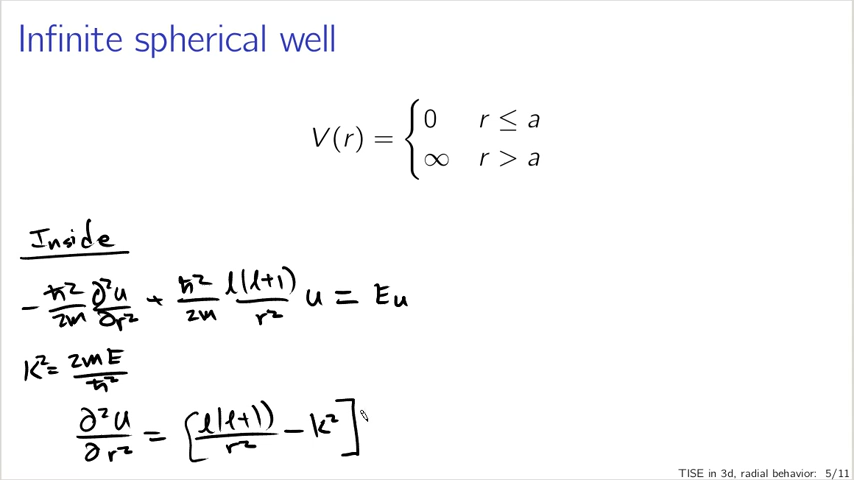 Infinite spherical well
V(r) = { 0 r ≤ a
∞ r > a
Inside
- ℏ²/2m ∂²u/∂r² + ℏ²/2m l(l+1)/r² u = Eu
K² = 2mE/ℏ²
∂²u/∂r² = [l(l+1)/r² - k²]
TISE in 3d, radial behavior: 5/11